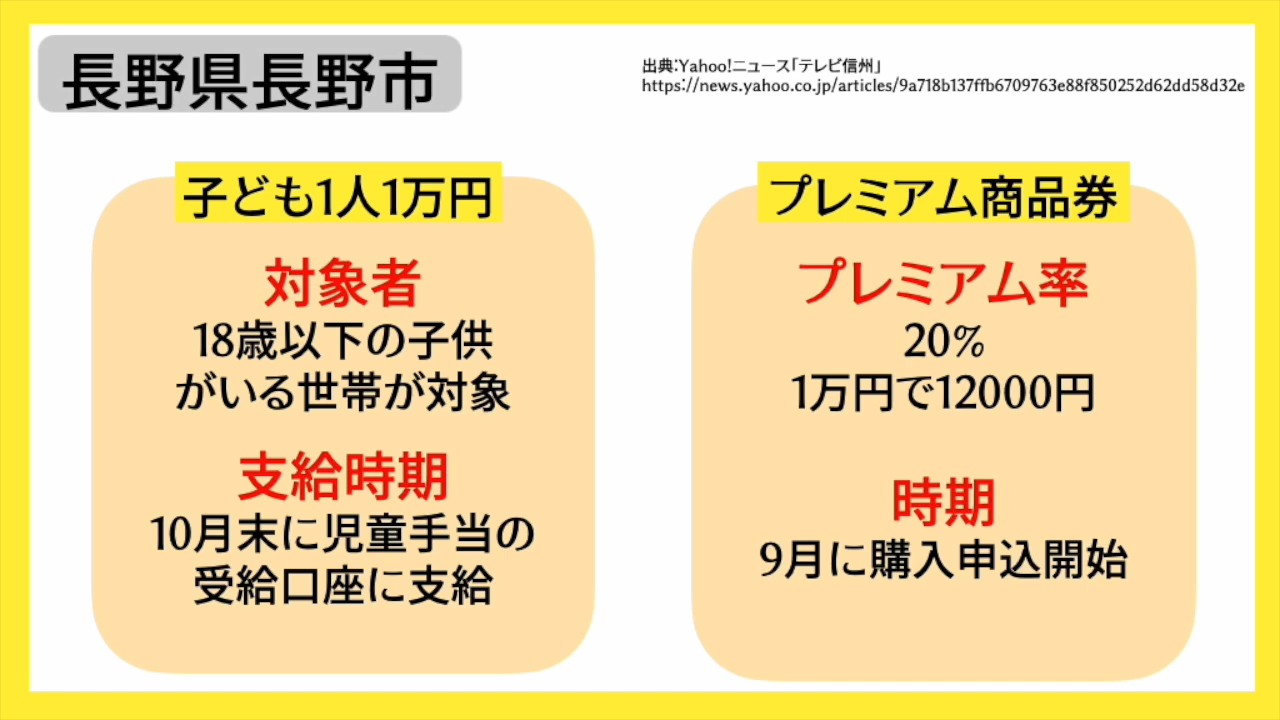 長野県長野市
出典:Yahoo!ニュース「テレビ信州」
https://news.yahoo.co.jp/articles/9a718b137ffb6709763e88f850252d62dd58d32e
子ども1人1万円
対象者
18歳以下の子供
がいる世帯が対象
支給時期
10月末に児童手当の
受給口座に支給
プレミアム商品券
プレミアム率
20%
1万円で12000円
時期
9月に購入申込開始